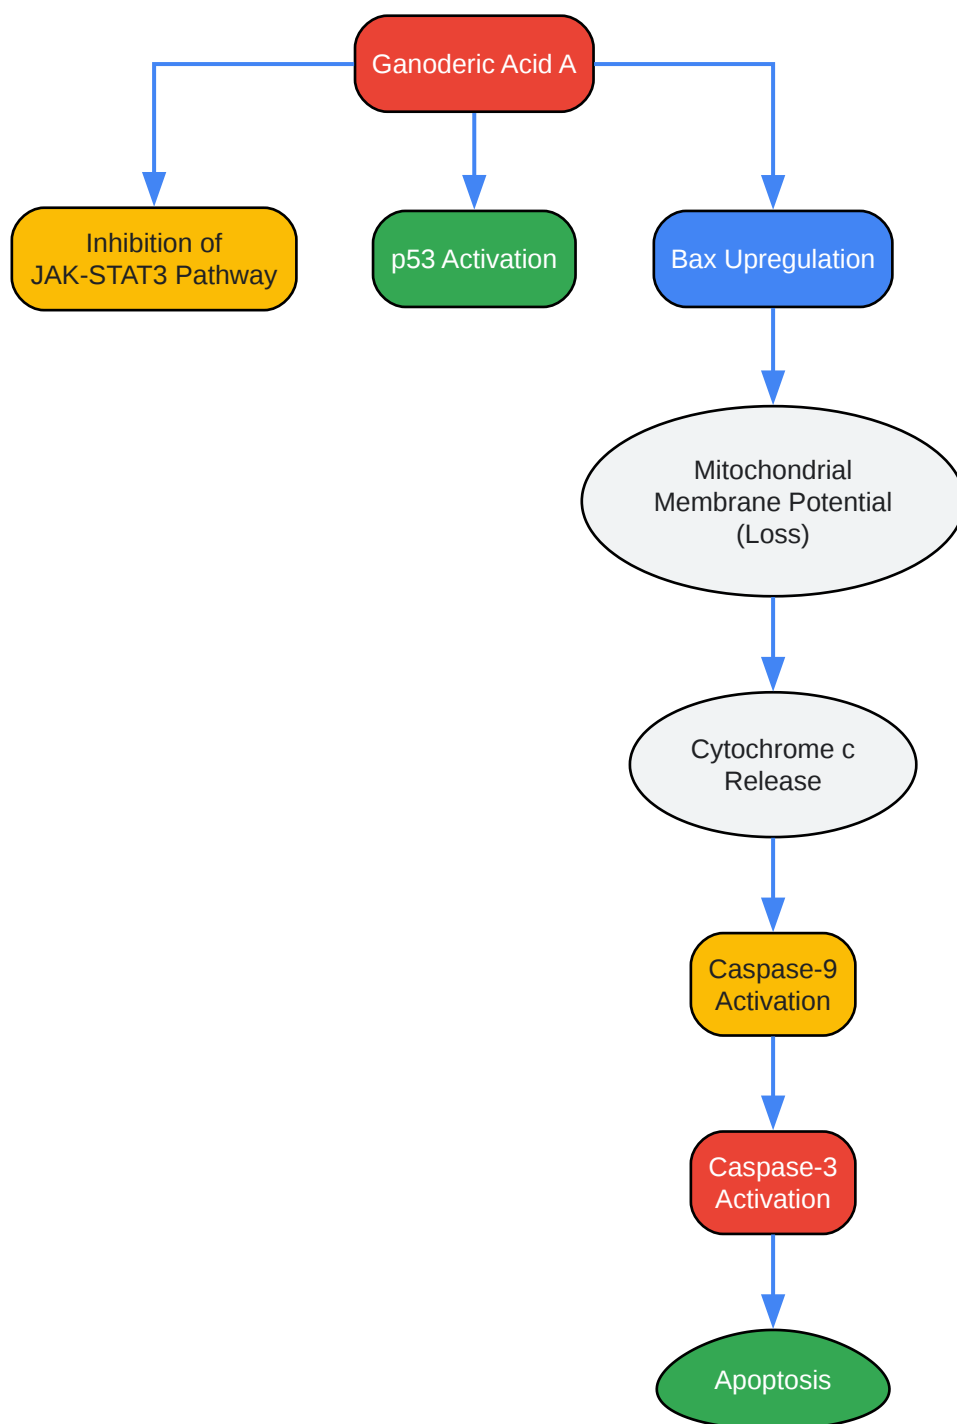 Ganoderic Acid A
Inhibition of
JAK-STAT3 Pathway
p53 Activation
Bax Upregulation
Mitochondrial
Membrane Potential
(Loss)
Cytochrome c
Release
Caspase-9
Activation
Caspase-3
Activation
Apoptosis